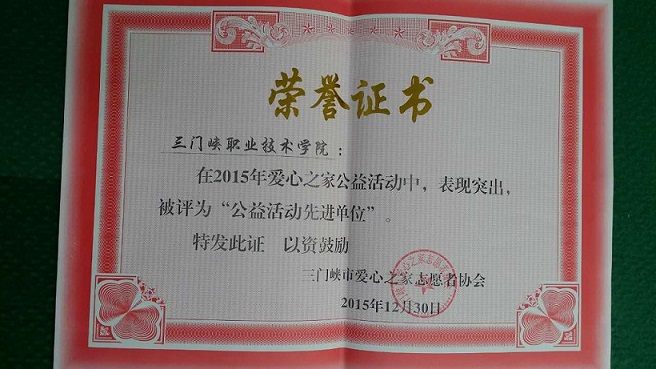 荣誉证书
三门峡职业技术学院：
在2015年爱心之家公益活动中，表现突出，
被评为“公益活动先进单位”。
特发此证 以资鼓励
三门峡市爱心之家志愿者协会
2015年12月30日